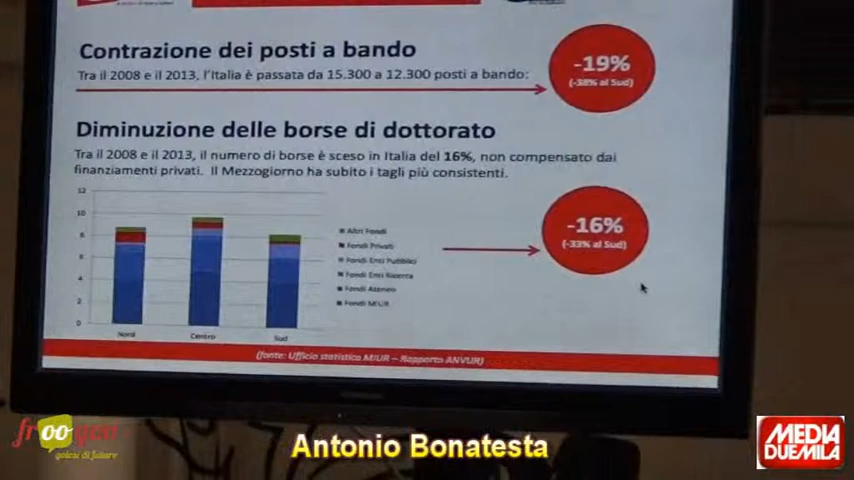 Contrazione dei posti a bando
Tra il 2008 e il 2013, l'Italia è passata da 15.300 a 12.300 posti a bando:
-19%
(-38% al Sud)
Diminuzione delle borse di dottorato
Tra il 2008 e il 2013, il numero di borse è sceso in Italia del 16%, non compensato dai
finanziamenti privati. Il Mezzogiorno ha subito i tagli più consistenti.
12
10
8
6
4
2
0
Nord
Centro
Sud
Altri Fondi
Fondi Privati
Fondi Enti Pubblici
Fondi Enti Ricerca
Fondi Ateneo
Fondi MIUR
-16%
(-33% al Sud)
(fonte: Ufficio statistico MIUR – Rapporto ANVUR)
Antonio Bonatesta
MEDIA
DUEMILA